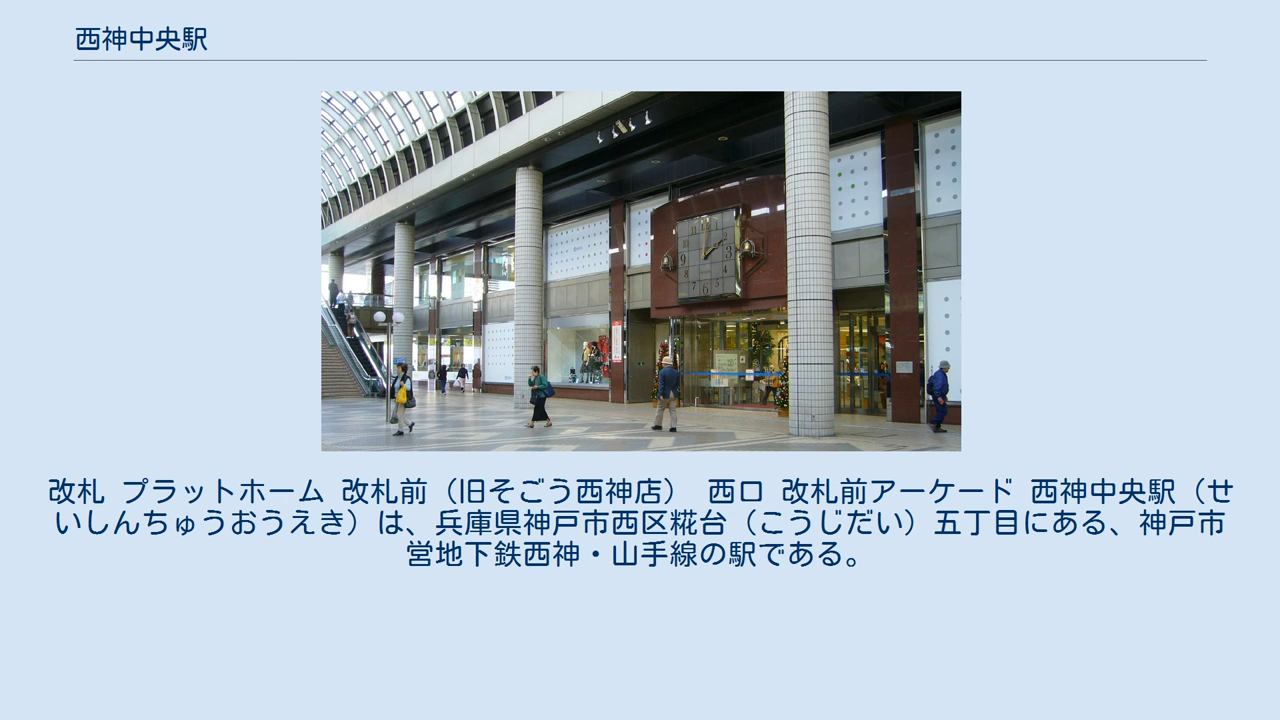 西神中央駅
改札 プラットホーム 改札前（旧そごう西神店） 西口 改札前アーケード 西神中央駅（せ
いしんちゅうおうえき）は、兵庫県神戸市西区糀台（こうじだい）五丁目にある、神戸市
営地下鉄西神・山手線の駅である。